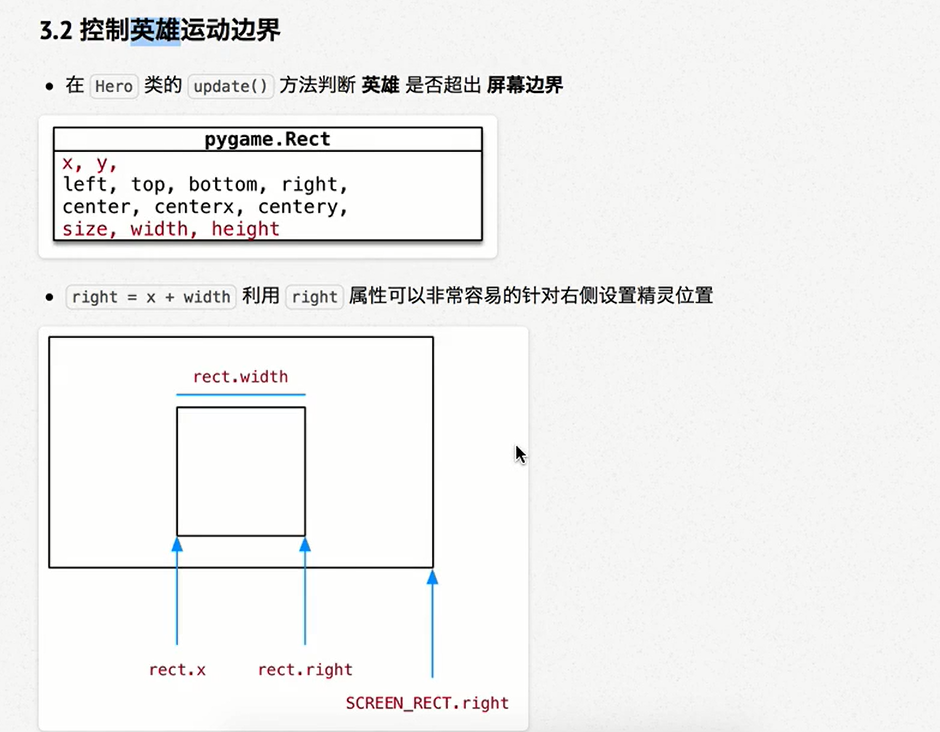 3.2 控制英雄运动边界
在 Hero 类的 update() 方法判断 英雄 是否超出 屏幕边界
pygame.Rect
x, y,
left, top, bottom, right,
center, centerx, centery,
size, width, height
right = x + width 利用 right 属性可以非常容易的针对右侧设置精灵位置
rect.width
rect.x rect.right
SCREEN_RECT.right